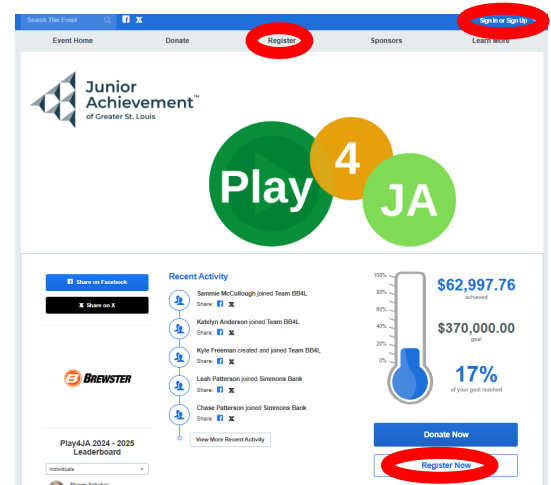 Search This Event
Sign In or Sign Up
Event Home
Donate
Register
Sponsors
Learn More
Junior
Achievement™
of Greater St. Louis
Play
4
JA
Share on Facebook
X Share on X
BREWSTER
Play4JA 2024 - 2025
Leaderboard
Individuals
Recent Activity
Sammie McCullough joined Team BB4L
Share:
Katelyn Anderson joined Team BB4L
Share:
Kyle Freeman created and joined Team BB4L
Share:
Leah Patterson joined Simmons Bank
Share:
Chase Patterson joined Simmons Bank
Share:
View More Recent Activity
100%
80%
60%
40%
20%
0%
$62,997.76
achieved
$370,000.00
goal
17%
of your goal reached
Donate Now
Register Now